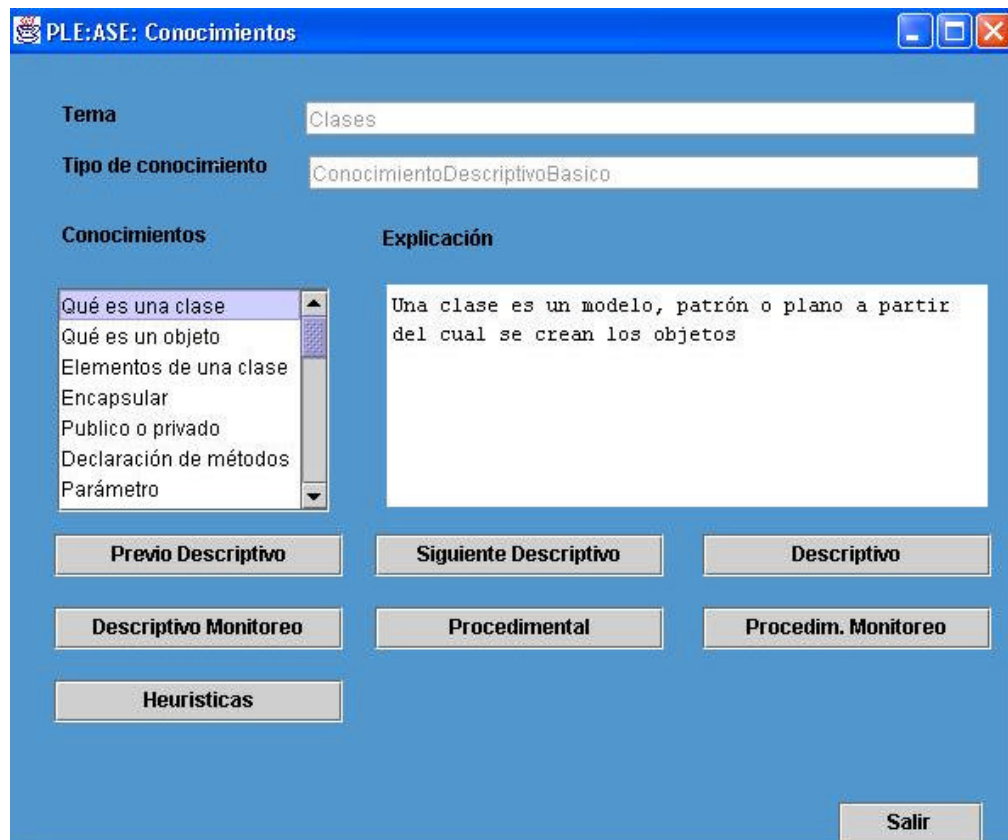 PLE:ASE: Conocimientos
Tema
Clases
Tipo de conocimiento
ConocimientoDescriptivoBasico
Conocimientos
Explicación
Qué es una clase
Qué es un objeto
Elementos de una clase
Encapsular
Publico o privado
Declaración de métodos
Parámetro
Una clase es un modelo, patrón o plano a partir
del cual se crean los objetos
Previo Descriptivo
Siguiente Descriptivo
Descriptivo
Descriptivo Monitoreo
Procedimental
Procedim. Monitoreo
Heuristicas
Salir